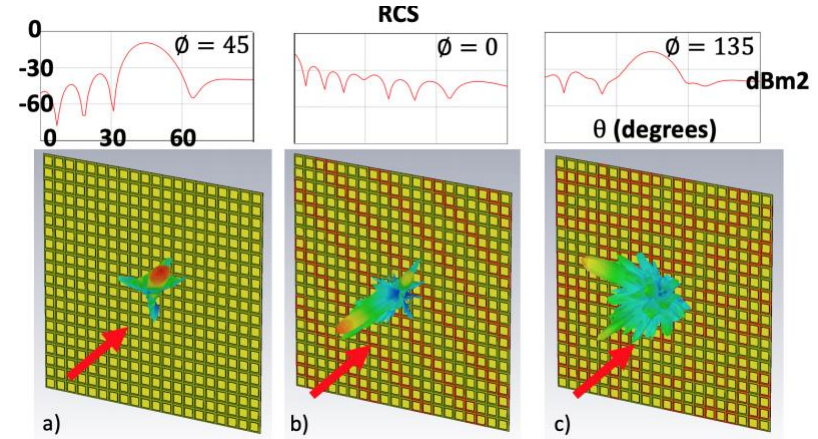 RCS
0
-30
-60
0
30
60
Ø = 45
Ø = 0
Ø = 135
dBm2
θ (degrees)
a)
b)
c)